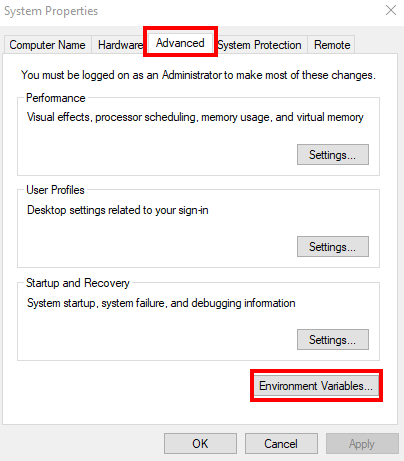 System Properties
Computer Name Hardware Advanced System Protection Remote
You must be logged on as an Administrator to make most of these changes.
Performance
Visual effects, processor scheduling, memory usage, and virtual memory
Settings...
User Profiles
Desktop settings related to your sign-in
Settings...
Startup and Recovery
System startup, system failure, and debugging information
Settings...
Environment Variables...
OK Cancel Apply